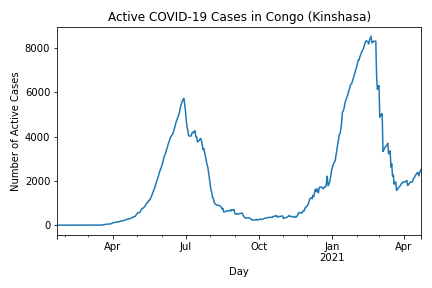 Active COVID-19 Cases in Congo (Kinshasa)
Number of Active Cases
8000
6000
4000
2000
0
Apr
Jul
Oct
Jan
2021
Apr
Day